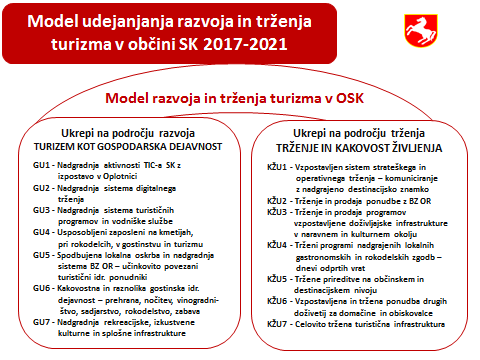 Model udejanjanja razvoja in trženja
turizma v občini SK 2017-2021
Model razvoja in trženja turizma v OSK
Ukrepi na področju razvoja
TURIZEM KOT GOSPODARSKA DEJAVNOST
GU1 - Nadgradnja aktivnosti TIC-a SK z
izpostavo v Oplotnici
GU2 - Nadgradnja sistema digitalnega
trženja
GU3 - Nadgradnja sistema turističnih
programov in vodniške službe
GU4 - Usposobljeni zaposleni na kmetijah,
pri rokodelcih, v gostinstvu in turizmu
GU5 - Spodbujena lokalna oskrba in nadgradnja
sistema BZ OR – učinkovito povezani
turistični idr. ponudniki
GU6 - Kakovostna in raznolika gostinska idr.
dejavnost – prehrana, nočitev, vinogradni-
štvo, sadjarstvo, rokodelstvo, zabava
GU7 - Nadgradnja rekreacijske, izkustvene
kulturne in splošne infrastrukture
Ukrepi na področju trženja
TRŽENJE IN KAKOVOST ŽIVLJENJA
KŽU1 - Vzpostavljen sistem strateškega in
operativnega trženja – komuniciranje
z nadgrajeno destinacijsko znamko
KŽU2 - Trženje in prodaja ponudbe z BZ OR
KŽU3 - Trženje in prodaja programov
vzpostavljene doživljajske infrastrukture
v naravnem in kulturnem okolju
KŽU4 - Trženi programi nadgrajenih lokalnih
gastronomskih in rokodelskih zgodb –
dnevi odprtih vrat
KŽU5 - Tržene prireditve na občinskem in
destinacijskem nivoju
KŽU6 - Vzpostavljena in tržena ponudba drugih
doživetij za domačine in obiskovalce
KŽU7 - Celovito tržena turistična infrastruktura